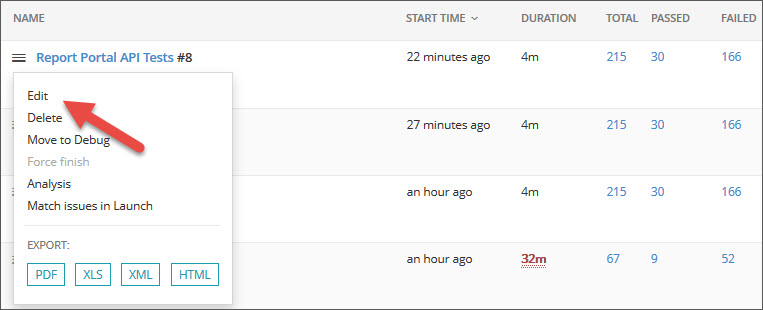 NAME START TIME DURATION TOTAL PASSED FAILED
Report Portal API Tests #8 22 minutes ago 4m 215 30 166
Edit
Delete 27 minutes ago 4m 215 30 166
Move to Debug
Force finish
Analysis an hour ago 4m 215 30 166
Match issues in Launch
EXPORT: an hour ago 32m 67 9 52
PDF XLS XML HTML